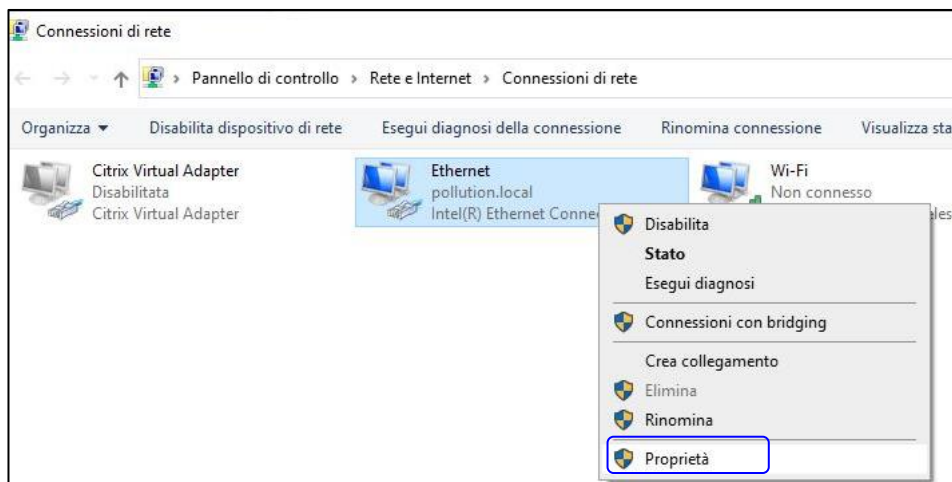 Connessioni di rete
Pannello di controllo > Rete e Internet > Connessioni di rete
Organizza Disabilita dispositivo di rete Esegui diagnosi della connessione Rinomina connessione Visualizza sta
Citrix Virtual Adapter
Disabilitata
Citrix Virtual Adapter
Ethernet
pollution.local
Intel(R) Ethernet Connec
Wi-Fi
Non connesso
eles
Disabilita
Stato
Esegui diagnosi
Connessioni con bridging
Crea collegamento
Elimina
Rinomina
Proprietà